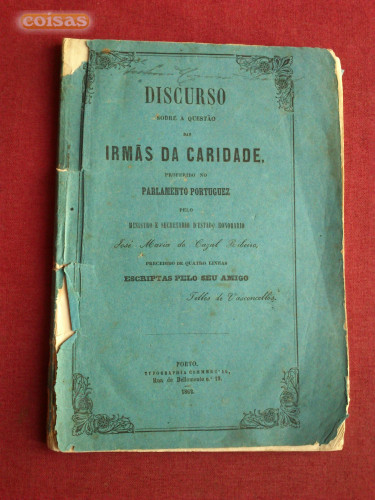 coisas
DISCURSO
SOBRE A QUESTÃO
DAS
IRMÃS DA CARIDADE,
PROFERIDO NO
PARLAMENTO PORTUGUEZ
PELO
MINISTRO E SECRETARIO D'ESTADO HONORARIO
José Maria do Cazal Ribeiro,
PRECEDIDO DE QUATRO LINHAS
ESCRIPTAS PELO SEU AMIGO
Telles de Vasconcellos.
PORTO,
TYPOGRAPHIA COMMERCIAL,
Rua de Bellomonte n.º 19.